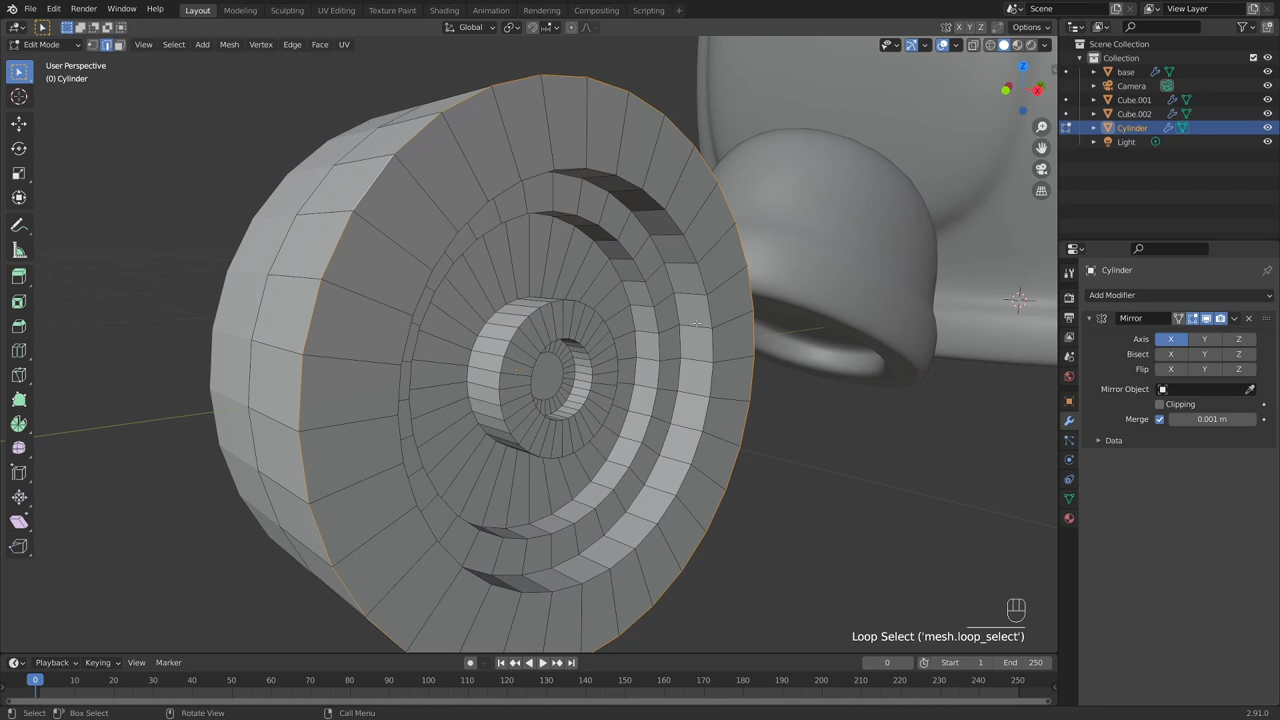 File Edit Render Window Help Layout Modeling Sculpting UV Editing Texture Paint Shading Animation Rendering Compositing Scripting + Scene View Layer
Global X Y Z Options
Edit Mode View Select Add Mesh Vertex Edge Face UV
User Perspective
(0) Cylinder
Scene Collection
Collection
base
Camera
Cube.001
Cube.002
Cylinder
Light
Z
X
Cylinder
Add Modifier
Mirror
Axis X Y Z
Bisect X Y Z
Flip X Y Z
Mirror Object
Clipping
Merge 0.001 m
Data
Loop Select ('mesh.loop_select')
Playback Keying View Marker 0 Start 1 End 250
0 10 20 30 40 50 60 70 80 90 100 110 120 130 140 150 160 170 180 190 200 210 220 230 240 250
Select Box Select Rotate View Call Menu 2.91.0